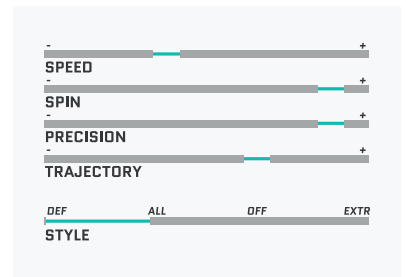 - +
SPEED
- +
SPIN
- +
PRECISION
- +
TRAJECTORY
DEF ALL OFF EXTR
STYLE